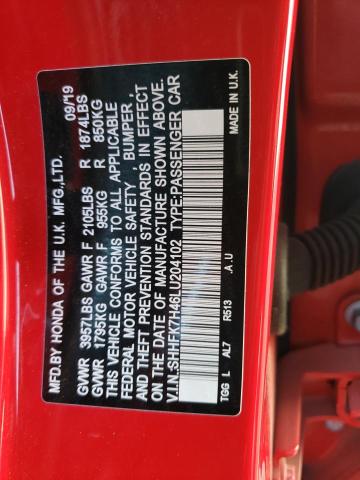 MFD.BY HONDA OF THE U.K. MFG.,LTD. 09/19
GVWR 3957LBS GAWR F 2105LBS R 1874LBS
GVWR 1795KG GAWR F 955KG R 850KG
THIS VEHICLE CONFORMS TO ALL APPLICABLE
FEDERAL MOTOR VEHICLE SAFETY , BUMPER ,
AND THEFT PREVENTION STANDARDS IN EFFECT
ON THE DATE OF MANUFACTURE SHOWN ABOVE.
V.I.N.:SHHFK7H46LU204102 TYPE:PASSENGER CAR
TGG L AL7 R513 .A.U MADE IN U.K.